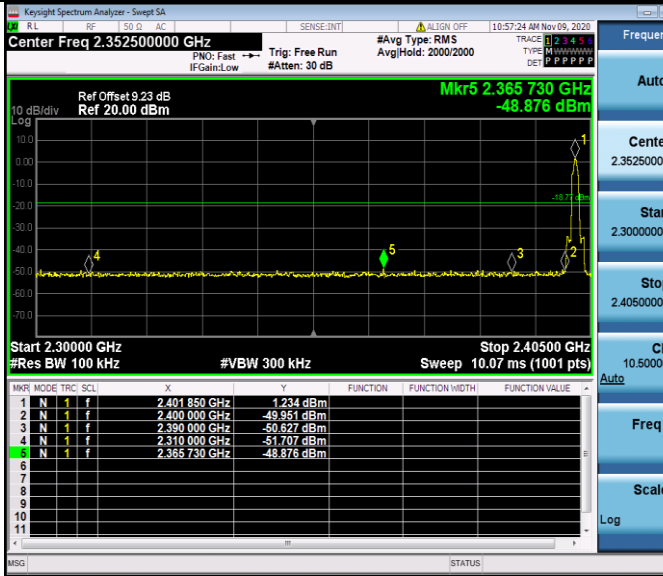 Keysight Spectrum Analyzer - Swept SA
RL RF 50 Ω AC SENSE:INT ALIGN OFF 10:57:24 AM Nov 09, 2020
Center Freq 2.352500000 GHz
PNO: Fast
IFGain:Low
Trig: Free Run
#Atten: 30 dB
#Avg Type: RMS
Avg|Hold: 2000/2000
TRACE 1 2 3 4 5 6
TYPE M W W W W W
DET P P P P P P
Ref Offset 9.23 dB
Ref 20.00 dBm
Mkr5 2.365 730 GHz
-48.876 dBm
10 dB/div
Log
10.0
0.00
-10.0
-20.0
-30.0
-40.0
-50.0
-60.0
-70.0
1
-18.77 dBm
4
5
3
2
Start 2.30000 GHz
Stop 2.40500 GHz
#Res BW 100 kHz
#VBW 300 kHz
Sweep 10.07 ms (1001 pts)
MKR MODE TRC SCL X Y FUNCTION FUNCTION WIDTH FUNCTION VALUE
1 N 1 f 2.401 850 GHz 1.234 dBm
2 N 1 f 2.400 000 GHz -49.951 dBm
3 N 1 f 2.390 000 GHz -50.627 dBm
4 N 1 f 2.310 000 GHz -51.707 dBm
5 N 1 f 2.365 730 GHz -48.876 dBm
6
7
8
9
10
11
MSG
STATUS
Frequen
Auto
Cente
2.3525000
Star
2.3000000
Stop
2.4050000
CF
10.5000
Auto
Freq
Scale
Log